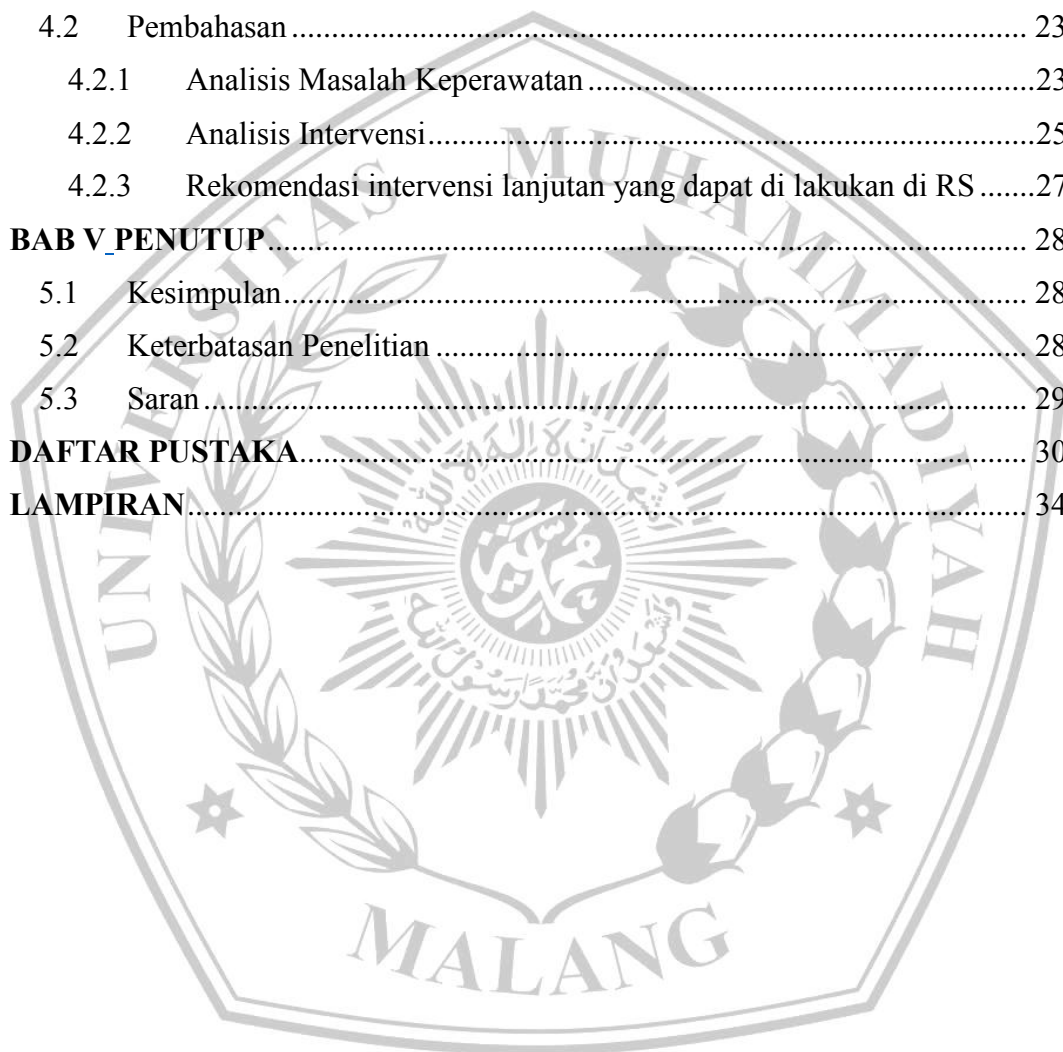 4.2 Pembahasan ........ 23
4.2.1 Analisis Masalah Keperawatan ........ 23
4.2.2 Analisis Intervensi ........ 25
4.2.3 Rekomendasi intervensi lanjutan yang dapat di lakukan di RS ....... 27
BAB V PENUTUP ........ 28
5.1 Kesimpulan ........ 28
5.2 Keterbatasan Penelitian ........ 28
5.3 Saran ........ 29
DAFTAR PUSTAKA ........ 30
LAMPIRAN ........ 34
UNIVERSITAS MUHAMMADIYAH
MALANG